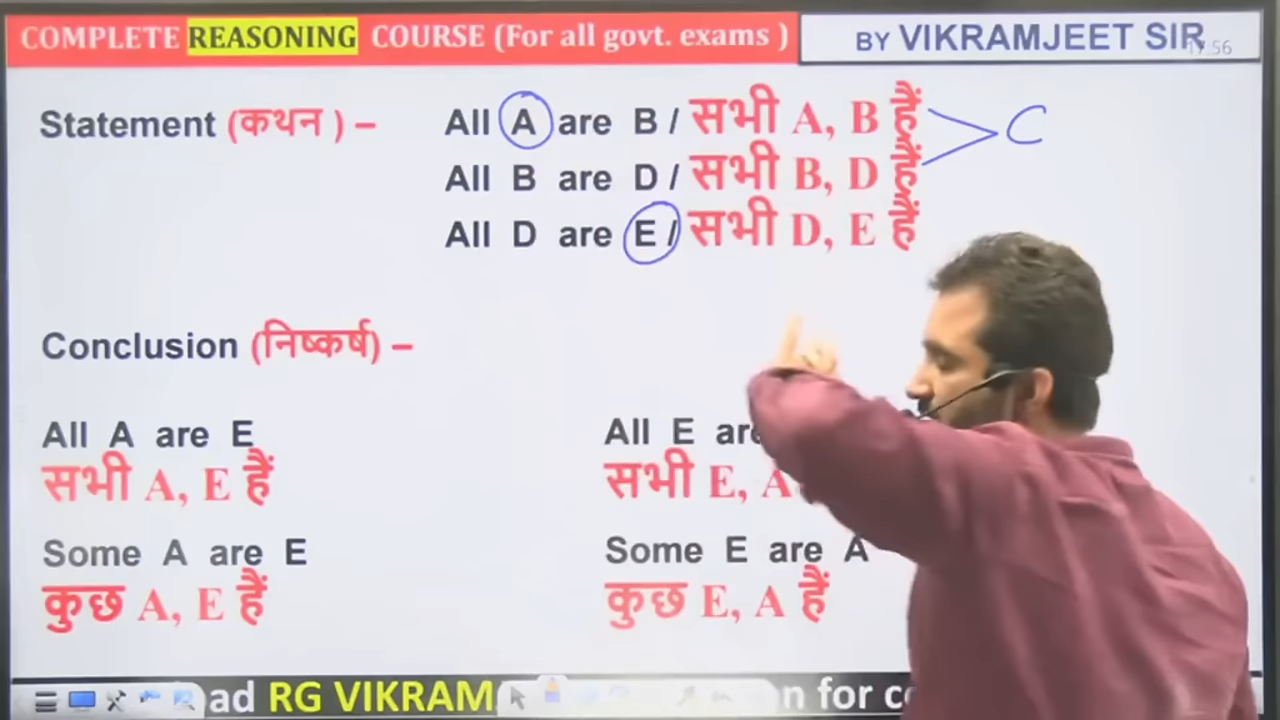 COMPLETE REASONING COURSE (For all govt. exams )
BY VIKRAMJEET SIR
:56
Statement (कथन ) –
All A are B / सभी A, B हैं
C
All B are D / सभी B, D हैं
All D are E / सभी D, E हैं
Conclusion (निष्कर्ष) –
All A are E
All E are
सभी A, E हैं
सभी E, A
Some A are E
Some E are A
कुछ A, E हैं
कुछ E, A हैं
RG VIKRAM
for